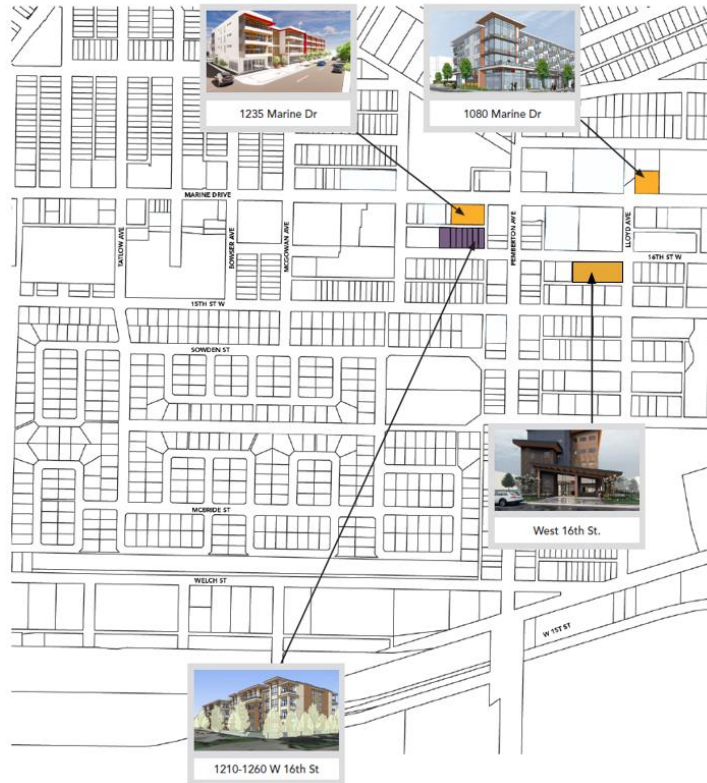 1235 Marine Dr
1080 Marine Dr
MARINE DRIVE
TATLOW AVE
BOWSER AVE
MCGOWAN AVE
PEMBERTON AVE
LLOYD AVE
16TH ST W
15TH ST W
SOWDEN ST
MCBRIDE ST
West 16th St.
WELCH ST
W 1ST ST
1210-1260 W 16th St